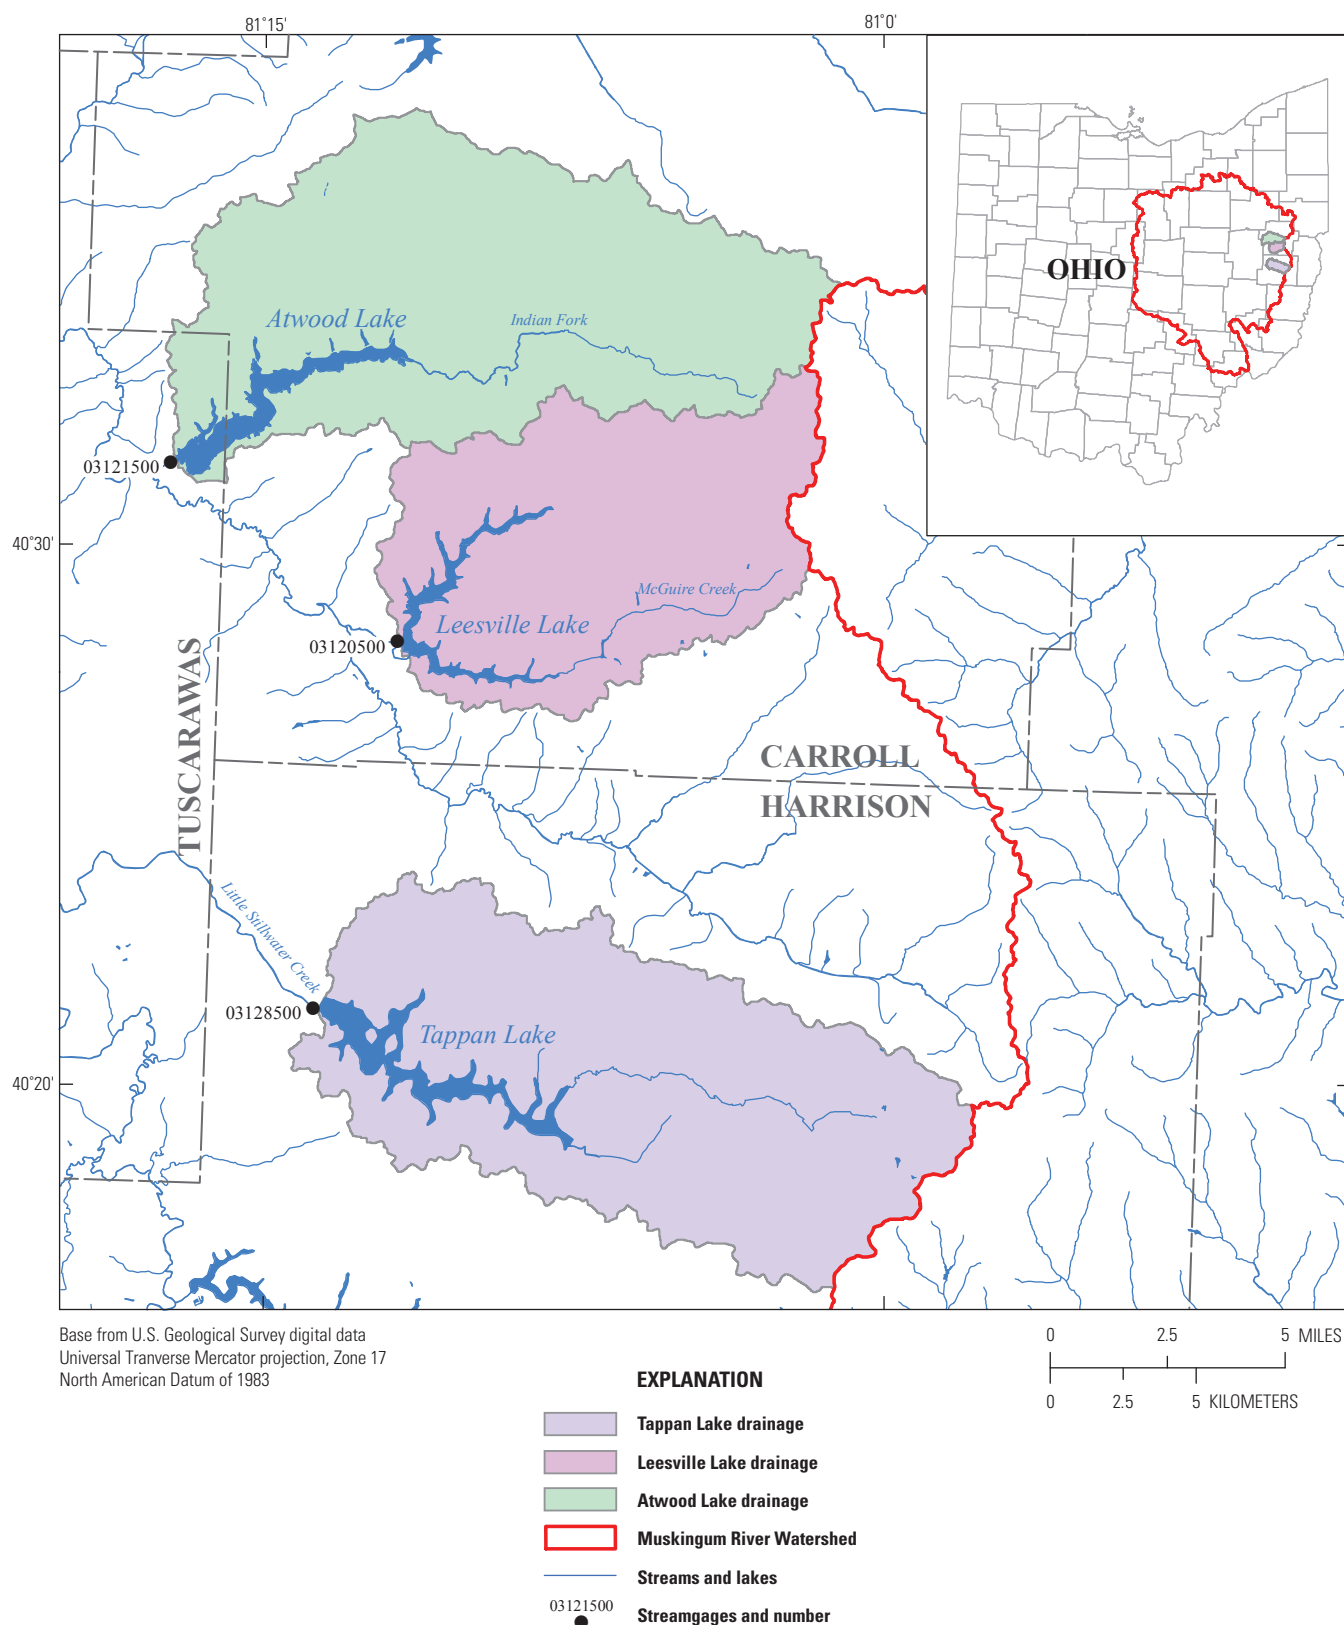 81°15'
81°0'
OHIO
Atwood Lake
Indian Fork
03121500
40°30'
McGuire Creek
Leesville Lake
03120500
TUSCARAWAS
CARROLL
HARRISON
Little Stillwater Creek
03128500
Tappan Lake
40°20'
Base from U.S. Geological Survey digital data
Universal Tranverse Mercator projection, Zone 17
North American Datum of 1983
0 2.5 5 MILES
0 2.5 5 KILOMETERS
EXPLANATION
Tappan Lake drainage
Leesville Lake drainage
Atwood Lake drainage
Muskingum River Watershed
Streams and lakes
03121500
Streamgages and number